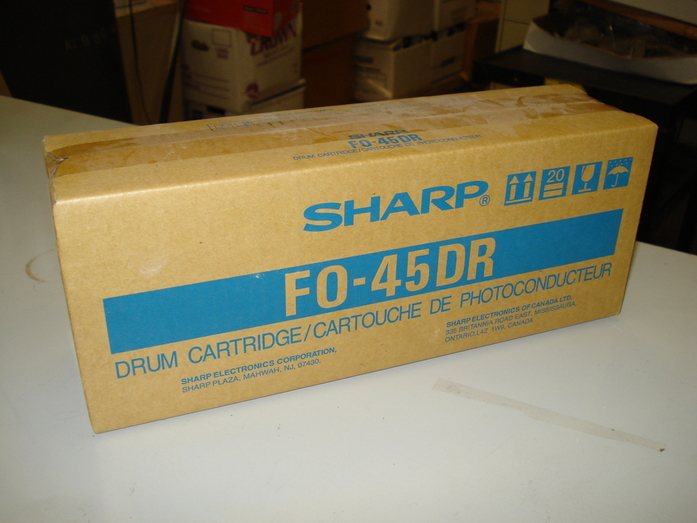 SHARP
FO-45DR
DRUM CARTRIDGE/CARTOUCHE DE PHOTOCONDUCTEUR
SHARP®
20
FO-45DR
DRUM CARTRIDGE/CARTOUCHE DE PHOTOCONDUCTEUR
SHARP ELECTRONICS CORPORATION,
SHARP PLAZA, MAHWAH, NJ, 07430
SHARP ELECTRONICS OF CANADA LTD.
335 BRITANNIA ROAD EAST, MISSISSAUGA,
ONTARIO, L4Z 1W9, CANADA